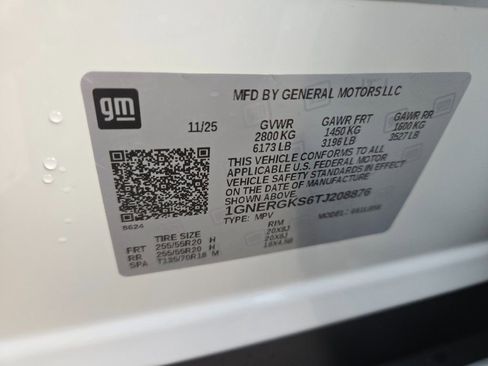 gm
MFD BY GENERAL MOTORS LLC
11/25 GVWR GAWR FRT GAWR RR
2800 KG 1450 KG 1600 KG
6173 LB 3196 LB 3527 LB
THIS VEHICLE CONFORMS TO ALL
APPLICABLE U.S. FEDERAL MOTOR
VEHICLE SAFETY STANDARDS IN EFFECT
ON THE DATE OF MANUFACTURE
SHOWN ABOVE
1GNERGKS6TJ208876
TYPE: MPV MODEL:
8624
TIRE SIZE RIM
FRT 255/55R20 H 20X8J
RR 255/55R20 H 20X8J
SPA T135/70R18 M 18X4.5B